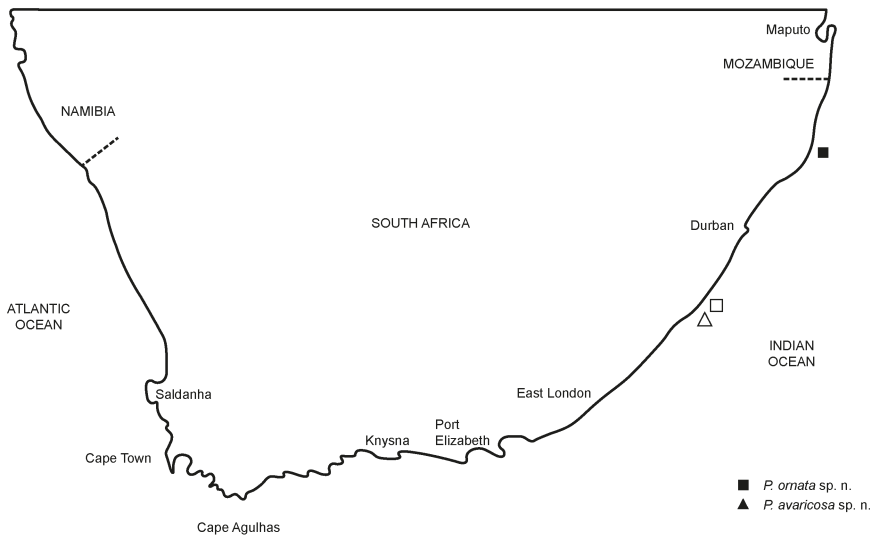 Maputo
MOZAMBIQUE
NAMIBIA
SOUTH AFRICA
Durban
ATLANTIC
OCEAN
INDIAN
OCEAN
Saldanha
East London
Port
Elizabeth
Knysna
Cape Town
Cape Agulhas
P. ornata sp. n.
P. avaricosa sp. n.